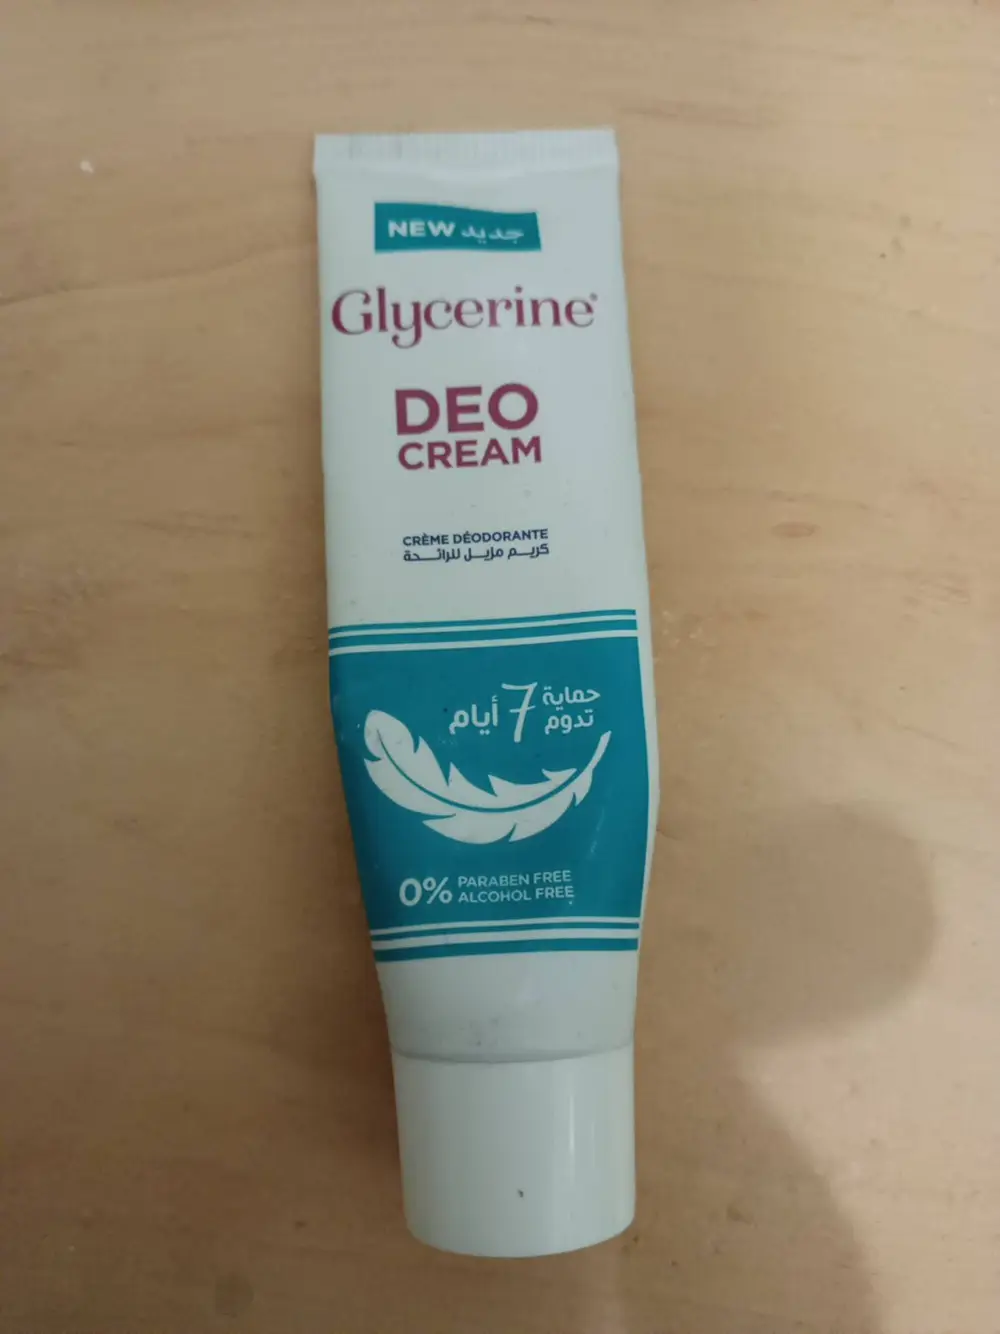 NEW جديد
Glycerine®
DEO
CREAM
CRÈME DÉODORANTE
كريم مزيل للرائحة
حماية
تدوم
7 أيام
0% PARABEN FREE
ALCOHOL FREE